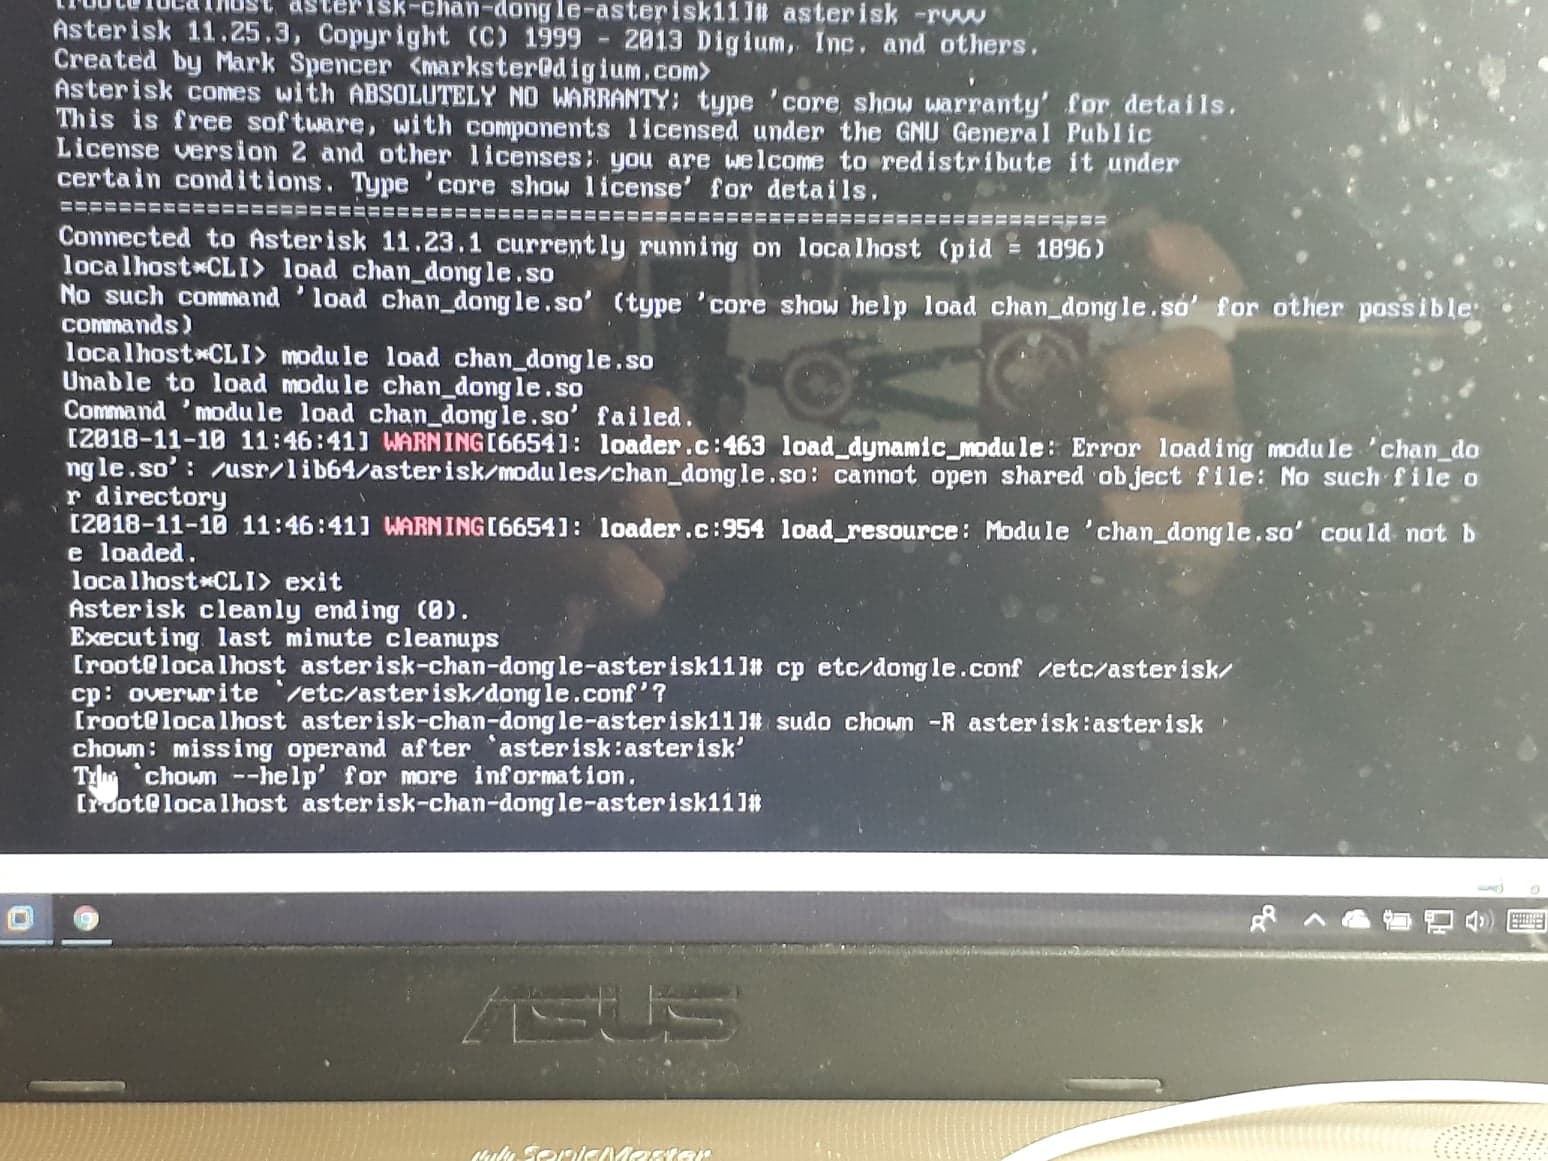 [root@localhost asterisk-chan-dongle-asterisk11]# asterisk -rvvv
Asterisk 11.25.3, Copyright (C) 1999 - 2013 Digium, Inc. and others.
Created by Mark Spencer <markster@digium.com>
Asterisk comes with ABSOLUTELY NO WARRANTY; type 'core show warranty' for details.
This is free software, with components licensed under the GNU General Public
License version 2 and other licenses; you are welcome to redistribute it under
certain conditions. Type 'core show license' for details.
=========================================================================
Connected to Asterisk 11.23.1 currently running on localhost (pid = 1896)
localhost*CLI> load chan_dongle.so
No such command 'load chan_dongle.so' (type 'core show help load chan_dongle.so' for other possible
commands)
localhost*CLI> module load chan_dongle.so
Unable to load module chan_dongle.so
Command 'module load chan_dongle.so' failed.
[2018-11-10 11:46:41] WARNING[6654]: loader.c:463 load_dynamic_module: Error loading module 'chan_do
ngle.so': /usr/lib64/asterisk/modules/chan_dongle.so: cannot open shared object file: No such file o
r directory
[2018-11-10 11:46:41] WARNING[6654]: loader.c:954 load_resource: Module 'chan_dongle.so' could not b
e loaded.
localhost*CLI> exit
Asterisk cleanly ending (0).
Executing last minute cleanups
[root@localhost asterisk-chan-dongle-asterisk11]# cp etc/dongle.conf /etc/asterisk/
cp: overwrite `/etc/asterisk/dongle.conf'?
[root@localhost asterisk-chan-dongle-asterisk11]# sudo chown -R asterisk:asterisk
chown: missing operand after `asterisk:asterisk'
Try `chown --help' for more information.
[root@localhost asterisk-chan-dongle-asterisk11]#
ASUS
SonicMaster